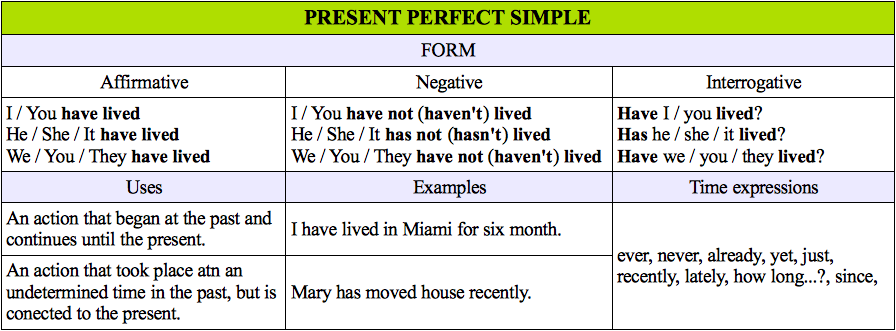 PRESENT PERFECT SIMPLE
FORM
Affirmative
Negative
Interrogative
I / You have lived
He / She / It have lived
We / You / They have lived
I / You have not (haven't) lived
He / She / It has not (hasn't) lived
We / You / They have not (haven't) lived
Have I / you lived?
Has he / she / it lived?
Have we / you / they lived?
Uses
Examples
Time expressions
An action that began at the past and
continues until the present.
I have lived in Miami for six month.
An action that took place atn an
undetermined time in the past, but is
conected to the present.
Mary has moved house recently.
ever, never, already, yet, just,
recently, lately, how long...?, since,